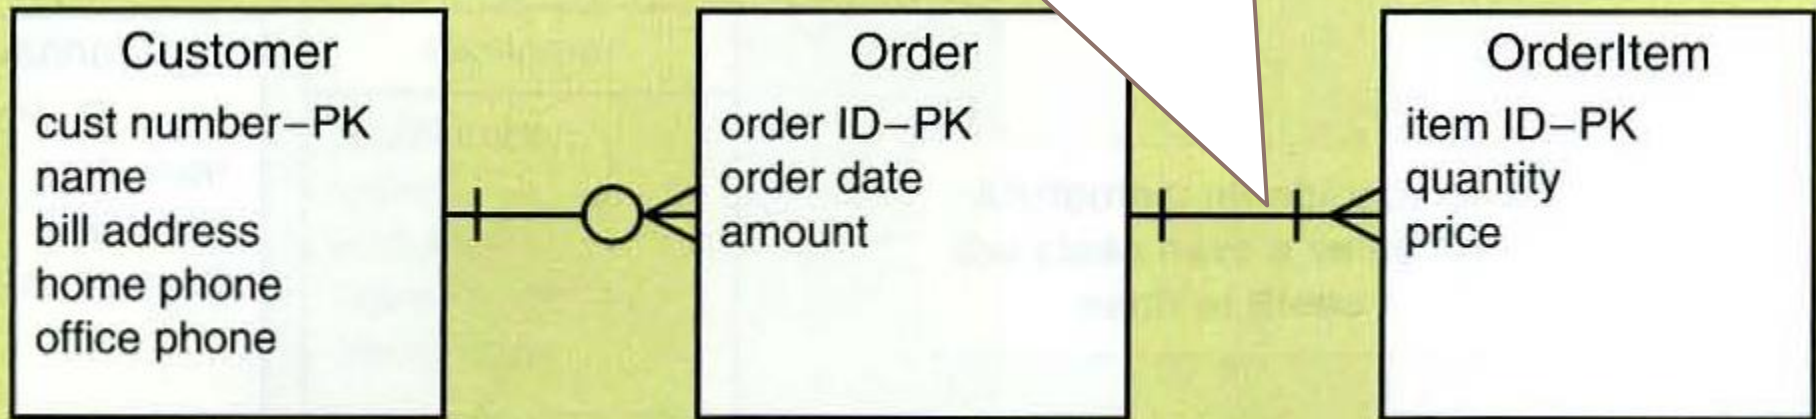 Customer
cust number–PK
name
bill address
home phone
office phone
Order
order ID–PK
order date
amount
OrderItem
item ID–PK
quantity
price